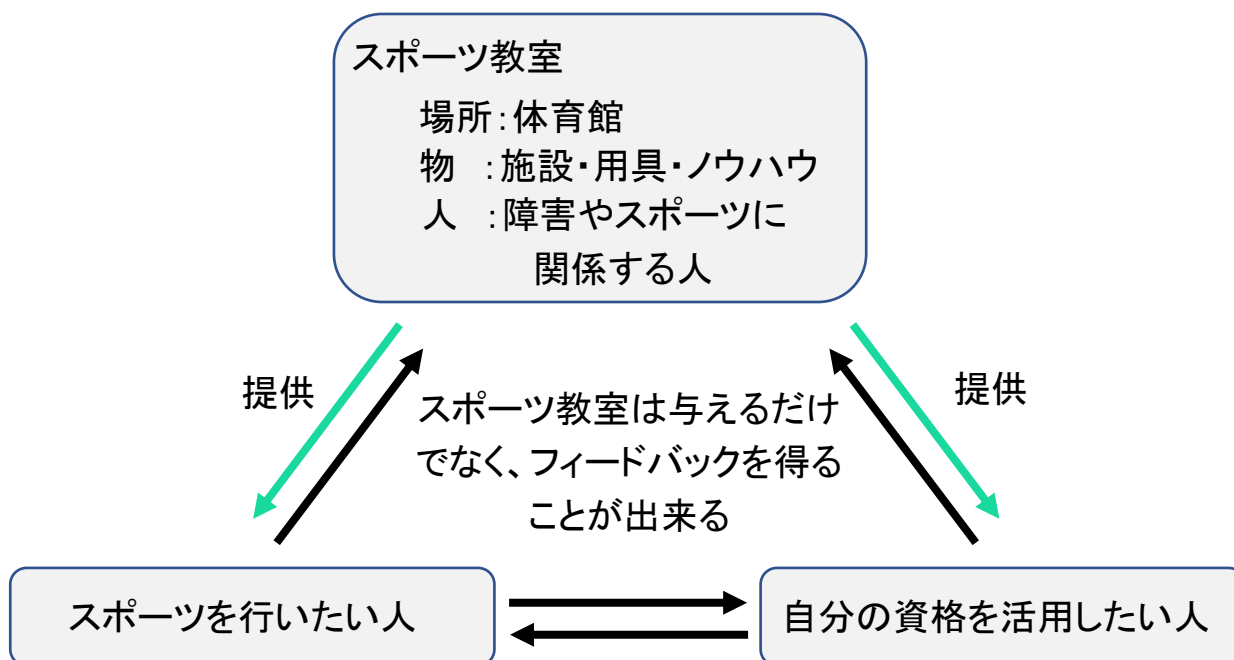 スポーツ教室
場所：体育館
物　：施設・用具・ノウハウ
人　：障害やスポーツに
関係する人
提供
提供
スポーツ教室は与えるだけ
でなく、フィードバックを得る
ことが出来る
スポーツを行いたい人
自分の資格を活用したい人